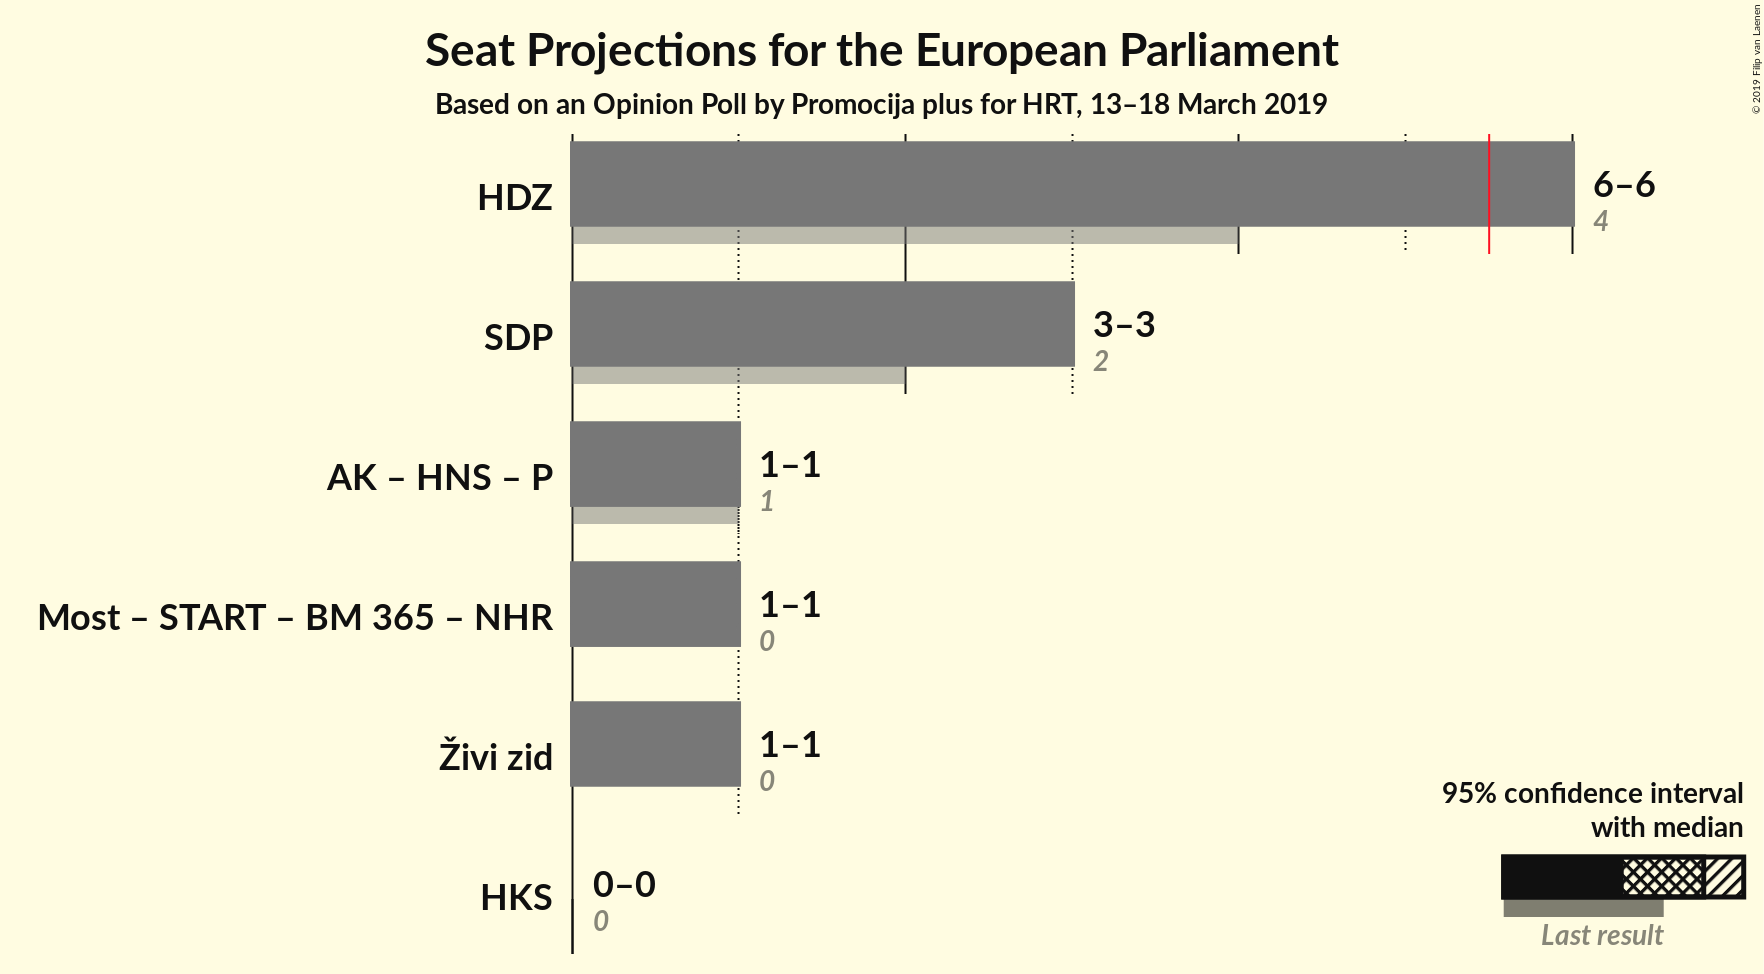 Seat Projections for the European Parliament
Based on an Opinion Poll by Promocija plus for HRT, 13–18 March 2019
© 2019 Filip van Laenen
HDZ
6–6
4
SDP
3–3
2
AK – HNS – P
1–1
1
Most – START – BM 365 – NHR
1–1
0
Živi zid
1–1
0
HKS
0–0
0
95% confidence interval
with median
Last result